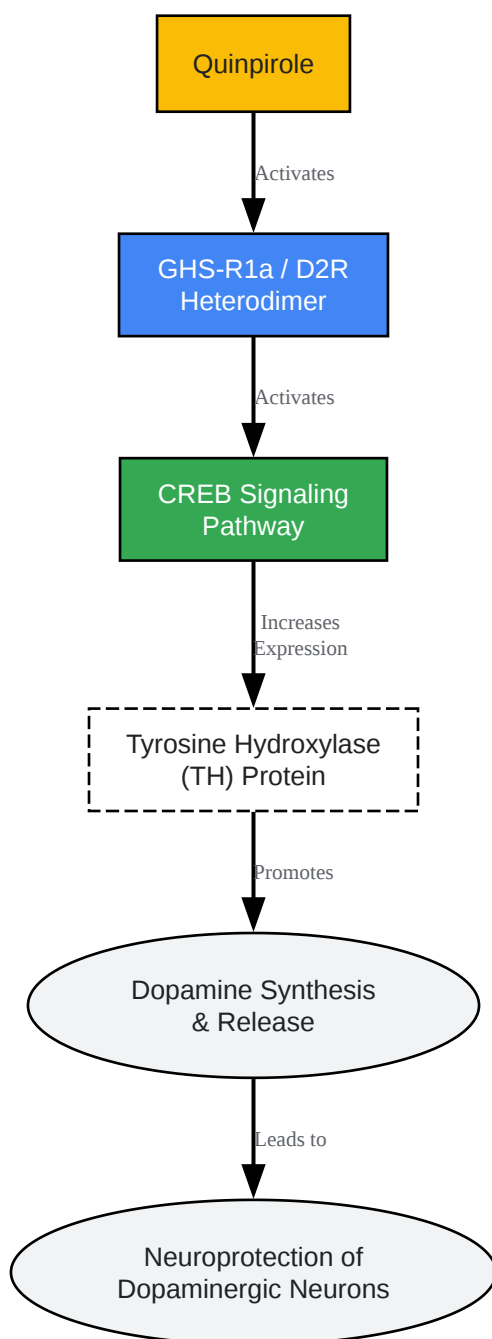 Quinpirole
Activates
GHS-R1a / D2R
Heterodimer
Activates
CREB Signaling
Pathway
Increases
Expression
Tyrosine Hydroxylase
(TH) Protein
Promotes
Dopamine Synthesis
& Release
Leads to
Neuroprotection of
Dopaminergic Neurons